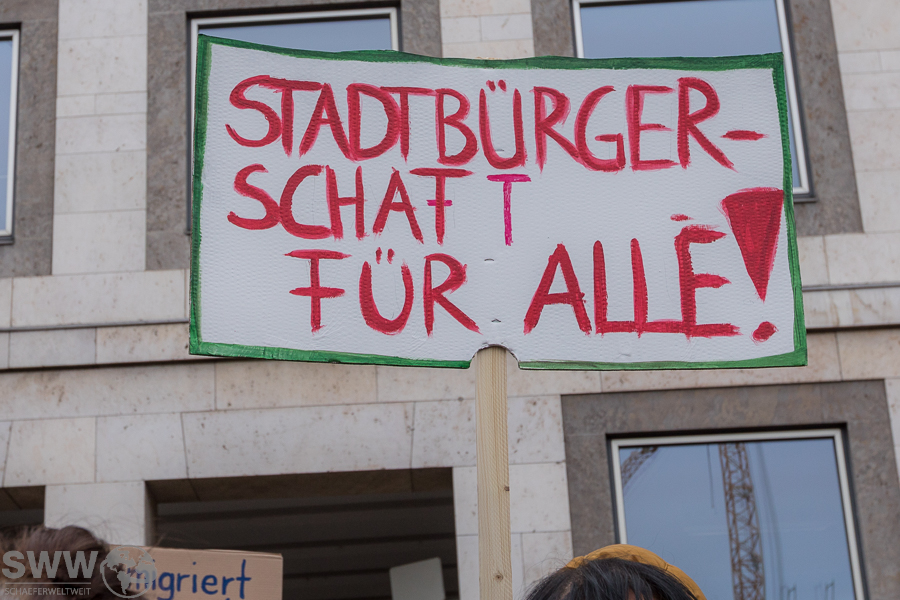 STADTBÜRGER-
SCHAFT
FÜR ALLE!
migriert
SWW
#SCHAEFERWELTWEIT